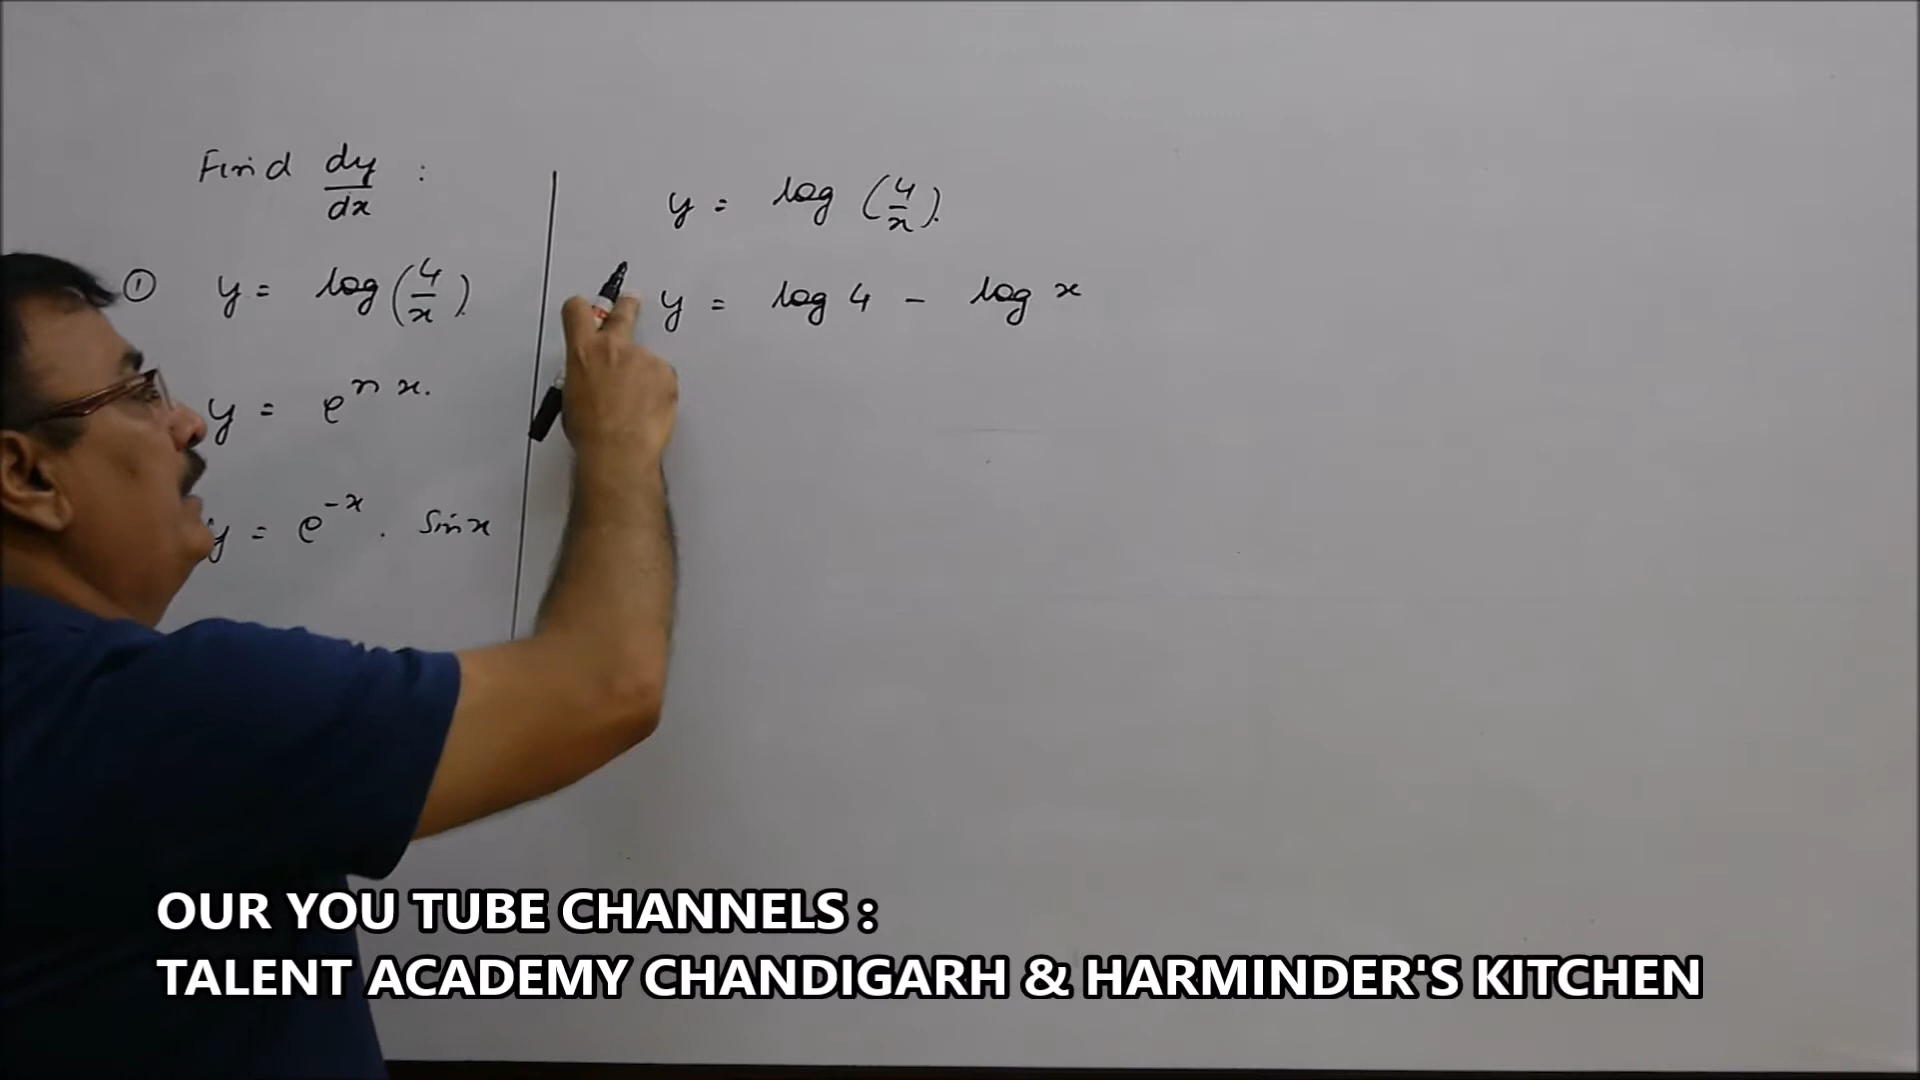 Find dy/dx :
① y = log(4/x).
y = e^nx.
y = e^-x . Sinx
y = log (4/x).
y = log 4 - log x
OUR YOU TUBE CHANNELS :
TALENT ACADEMY CHANDIGARH & HARMINDER'S KITCHEN